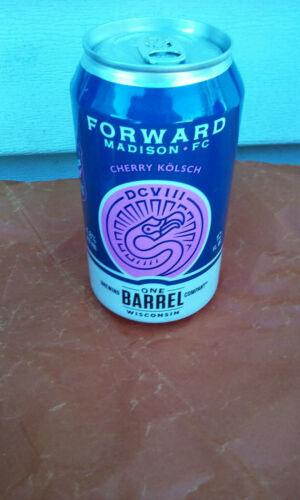 FORWARD
MADISON • FC
CHERRY KÖLSCH
DCVIII
ONE
BREWING BARREL COMPANY
WISCONSIN